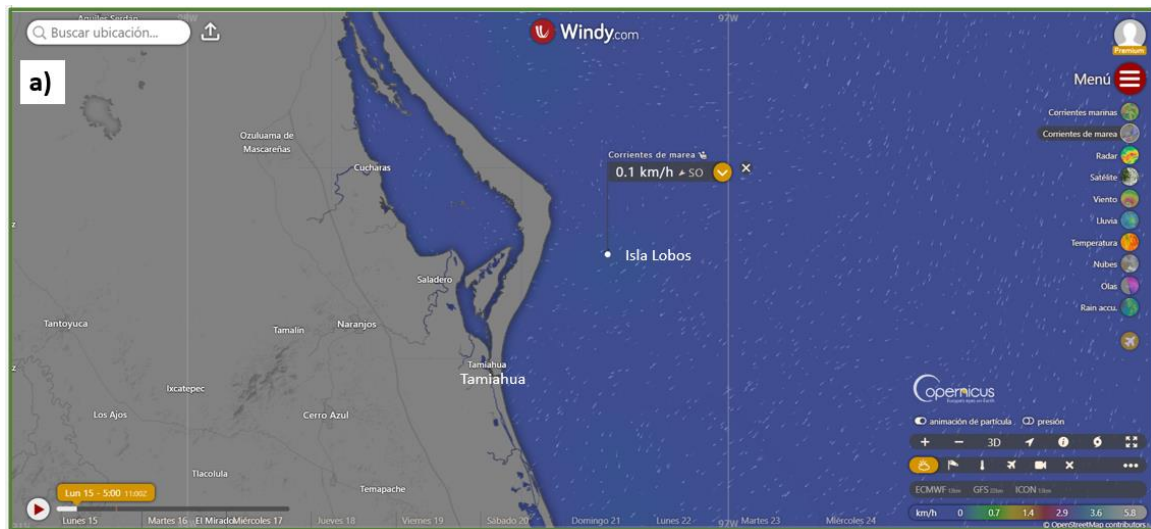 Aquiles Serdán
98W
97W
Buscar ubicación...
Windy.com
Premium
a)
Menú
Corrientes marinas
Corrientes de marea
Radar
Satélite
Viento
Lluvia
Temperatura
Nubes
Olas
Rain accu.
Ozuluama de
Mascareñas
Cucharas
Corrientes de marea
0.1 km/h SO
Isla Lobos
Saladero
Tantoyuca
Tamalin
Naranjos
Tamiahua
Tamiahua
Ixcatepec
Los Ajos
Cerro Azul
Tlacolula
Temapache
Copernicus
animación de partícula
presión
+ − 3D
ECMWF GFS 22km ICON 13km
km/h 0 0.7 1.4 2.9 3.6 5.8
Lun 15 - 5:00 11:00Z
Lunes 15 Martes 16 El Mirador Miércoles 17 Jueves 18 Viernes 19 Sábado 20 Domingo 21 Lunes 22 97W Martes 23 Miércoles 24
© OpenStreetMap contributors